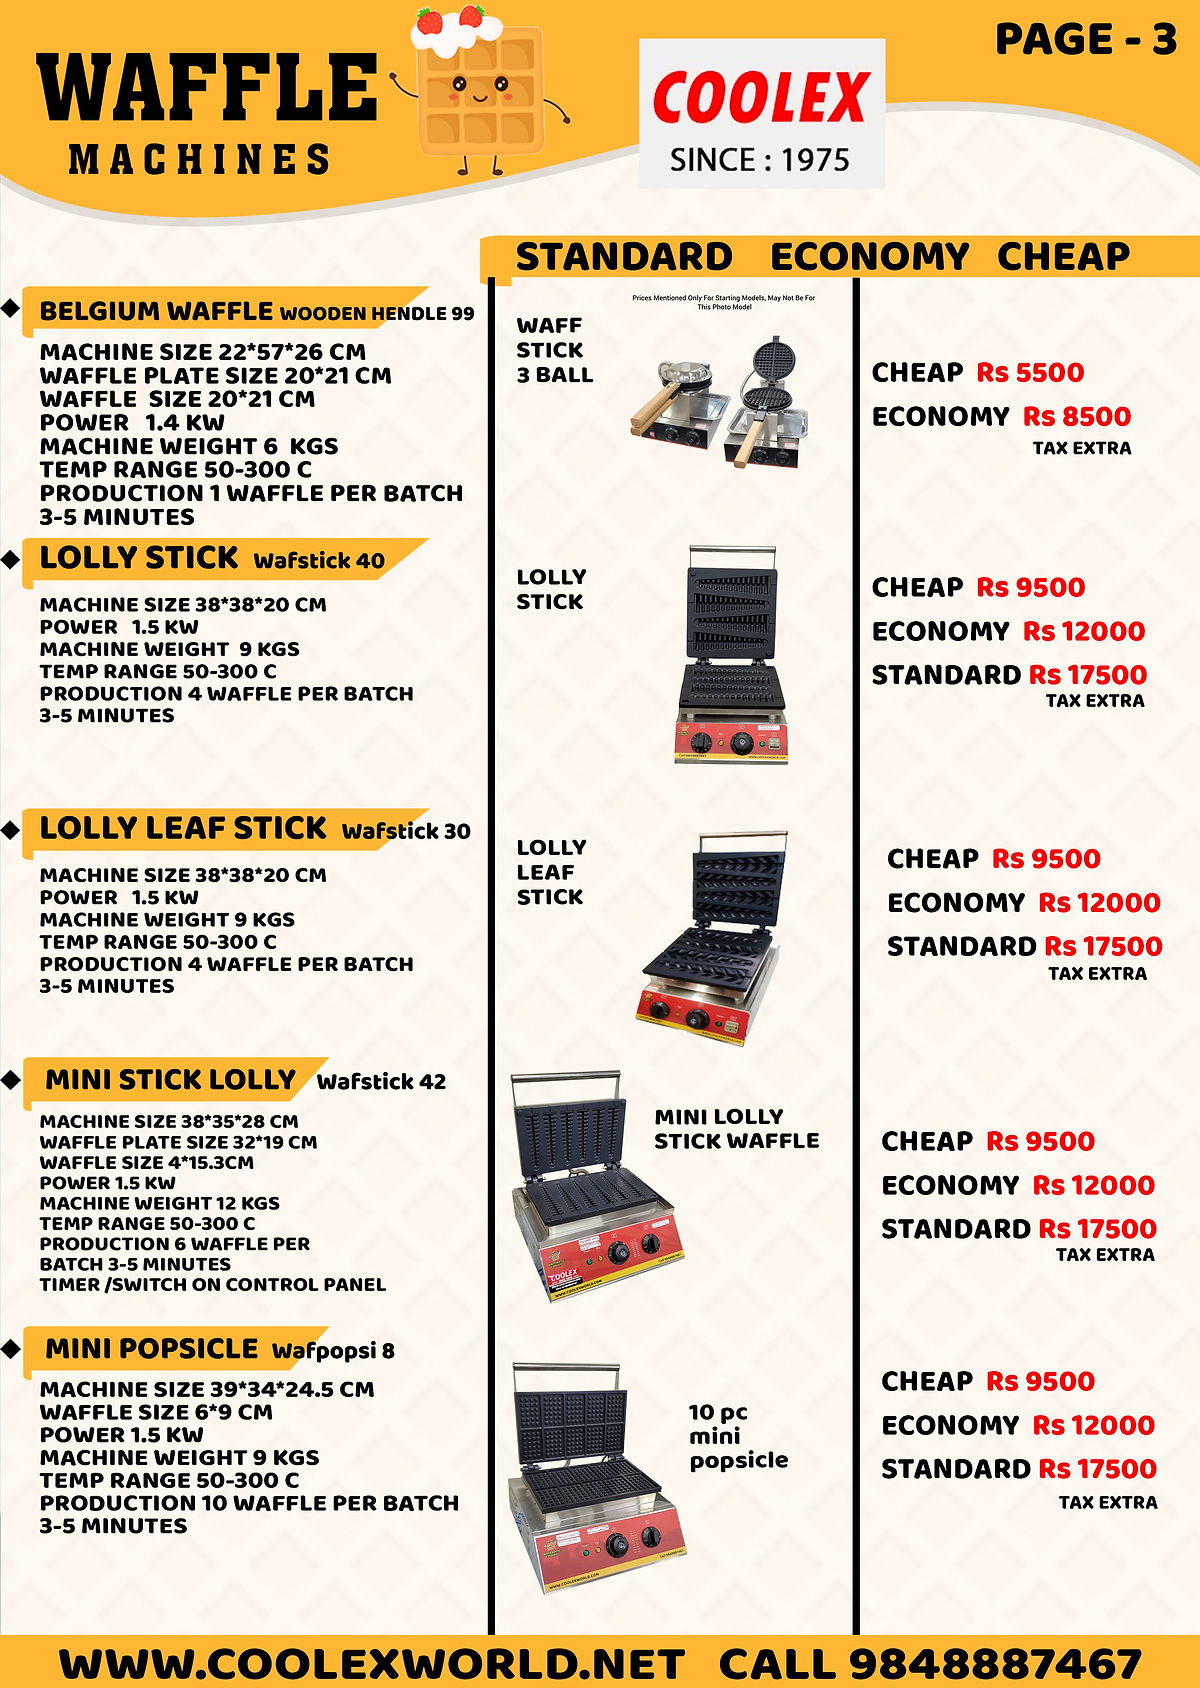 WAFFLE
MACHINES
COOLEX
SINCE : 1975
PAGE - 3
STANDARD ECONOMY CHEAP
BELGIUM WAFFLE WOODEN HENDLE 99
MACHINE SIZE 22*57*26 CM
WAFFLE PLATE SIZE 20*21 CM
WAFFLE SIZE 20*21 CM
POWER 1.4 KW
MACHINE WEIGHT 6 KGS
TEMP RANGE 50-300 C
PRODUCTION 1 WAFFLE PER BATCH
3-5 MINUTES
Prices Mentioned Only For Starting Models, May Not Be For
This Photo Model
WAFF
STICK
3 BALL
CHEAP Rs 5500
ECONOMY Rs 8500
TAX EXTRA
LOLLY STICK Wafstick 40
MACHINE SIZE 38*38*20 CM
POWER 1.5 KW
MACHINE WEIGHT 9 KGS
TEMP RANGE 50-300 C
PRODUCTION 4 WAFFLE PER BATCH
3-5 MINUTES
LOLLY
STICK
CHEAP Rs 9500
ECONOMY Rs 12000
STANDARD Rs 17500
TAX EXTRA
LOLLY LEAF STICK Wafstick 30
MACHINE SIZE 38*38*20 CM
POWER 1.5 KW
MACHINE WEIGHT 9 KGS
TEMP RANGE 50-300 C
PRODUCTION 4 WAFFLE PER BATCH
3-5 MINUTES
LOLLY
LEAF
STICK
CHEAP Rs 9500
ECONOMY Rs 12000
STANDARD Rs 17500
TAX EXTRA
MINI STICK LOLLY Wafstick 42
MACHINE SIZE 38*35*28 CM
WAFFLE PLATE SIZE 32*19 CM
WAFFLE SIZE 4*15.3CM
POWER 1.5 KW
MACHINE WEIGHT 12 KGS
TEMP RANGE 50-300 C
PRODUCTION 6 WAFFLE PER
BATCH 3-5 MINUTES
TIMER /SWITCH ON CONTROL PANEL
MINI LOLLY
STICK WAFFLE
COOLEX
WWW.COOLEXWORLD.COM
CHEAP Rs 9500
ECONOMY Rs 12000
STANDARD Rs 17500
TAX EXTRA
MINI POPSICLE Wafpopsi 8
MACHINE SIZE 39*34*24.5 CM
WAFFLE SIZE 6*9 CM
POWER 1.5 KW
MACHINE WEIGHT 9 KGS
TEMP RANGE 50-300 C
PRODUCTION 10 WAFFLE PER BATCH
3-5 MINUTES
10 pc
mini
popsicle
WWW.COOLEXWORLD.COM
CHEAP Rs 9500
ECONOMY Rs 12000
STANDARD Rs 17500
TAX EXTRA
WWW.COOLEXWORLD.NET CALL 9848887467